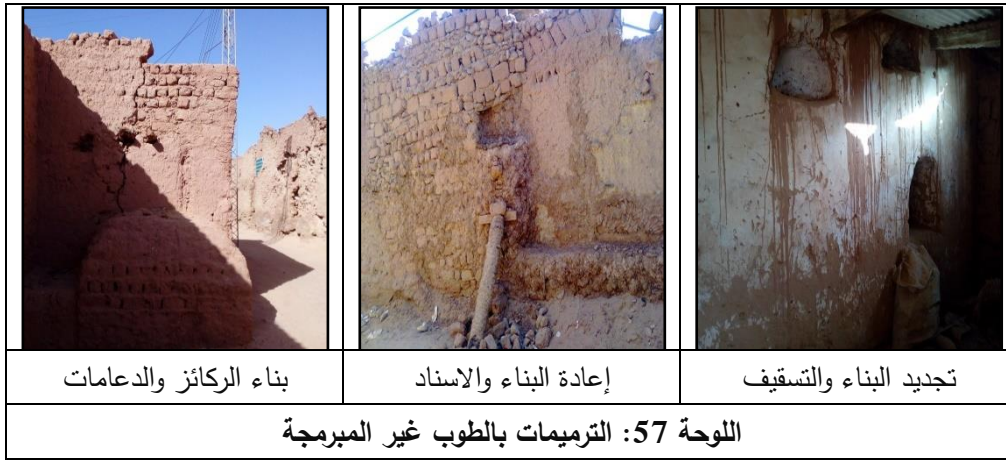 تجديد البناء والتسقيف
إعادة البناء والاسناد
بناء الركائز والدعامات
اللوحة 57: الترميمات بالطوب غير المبرمجة